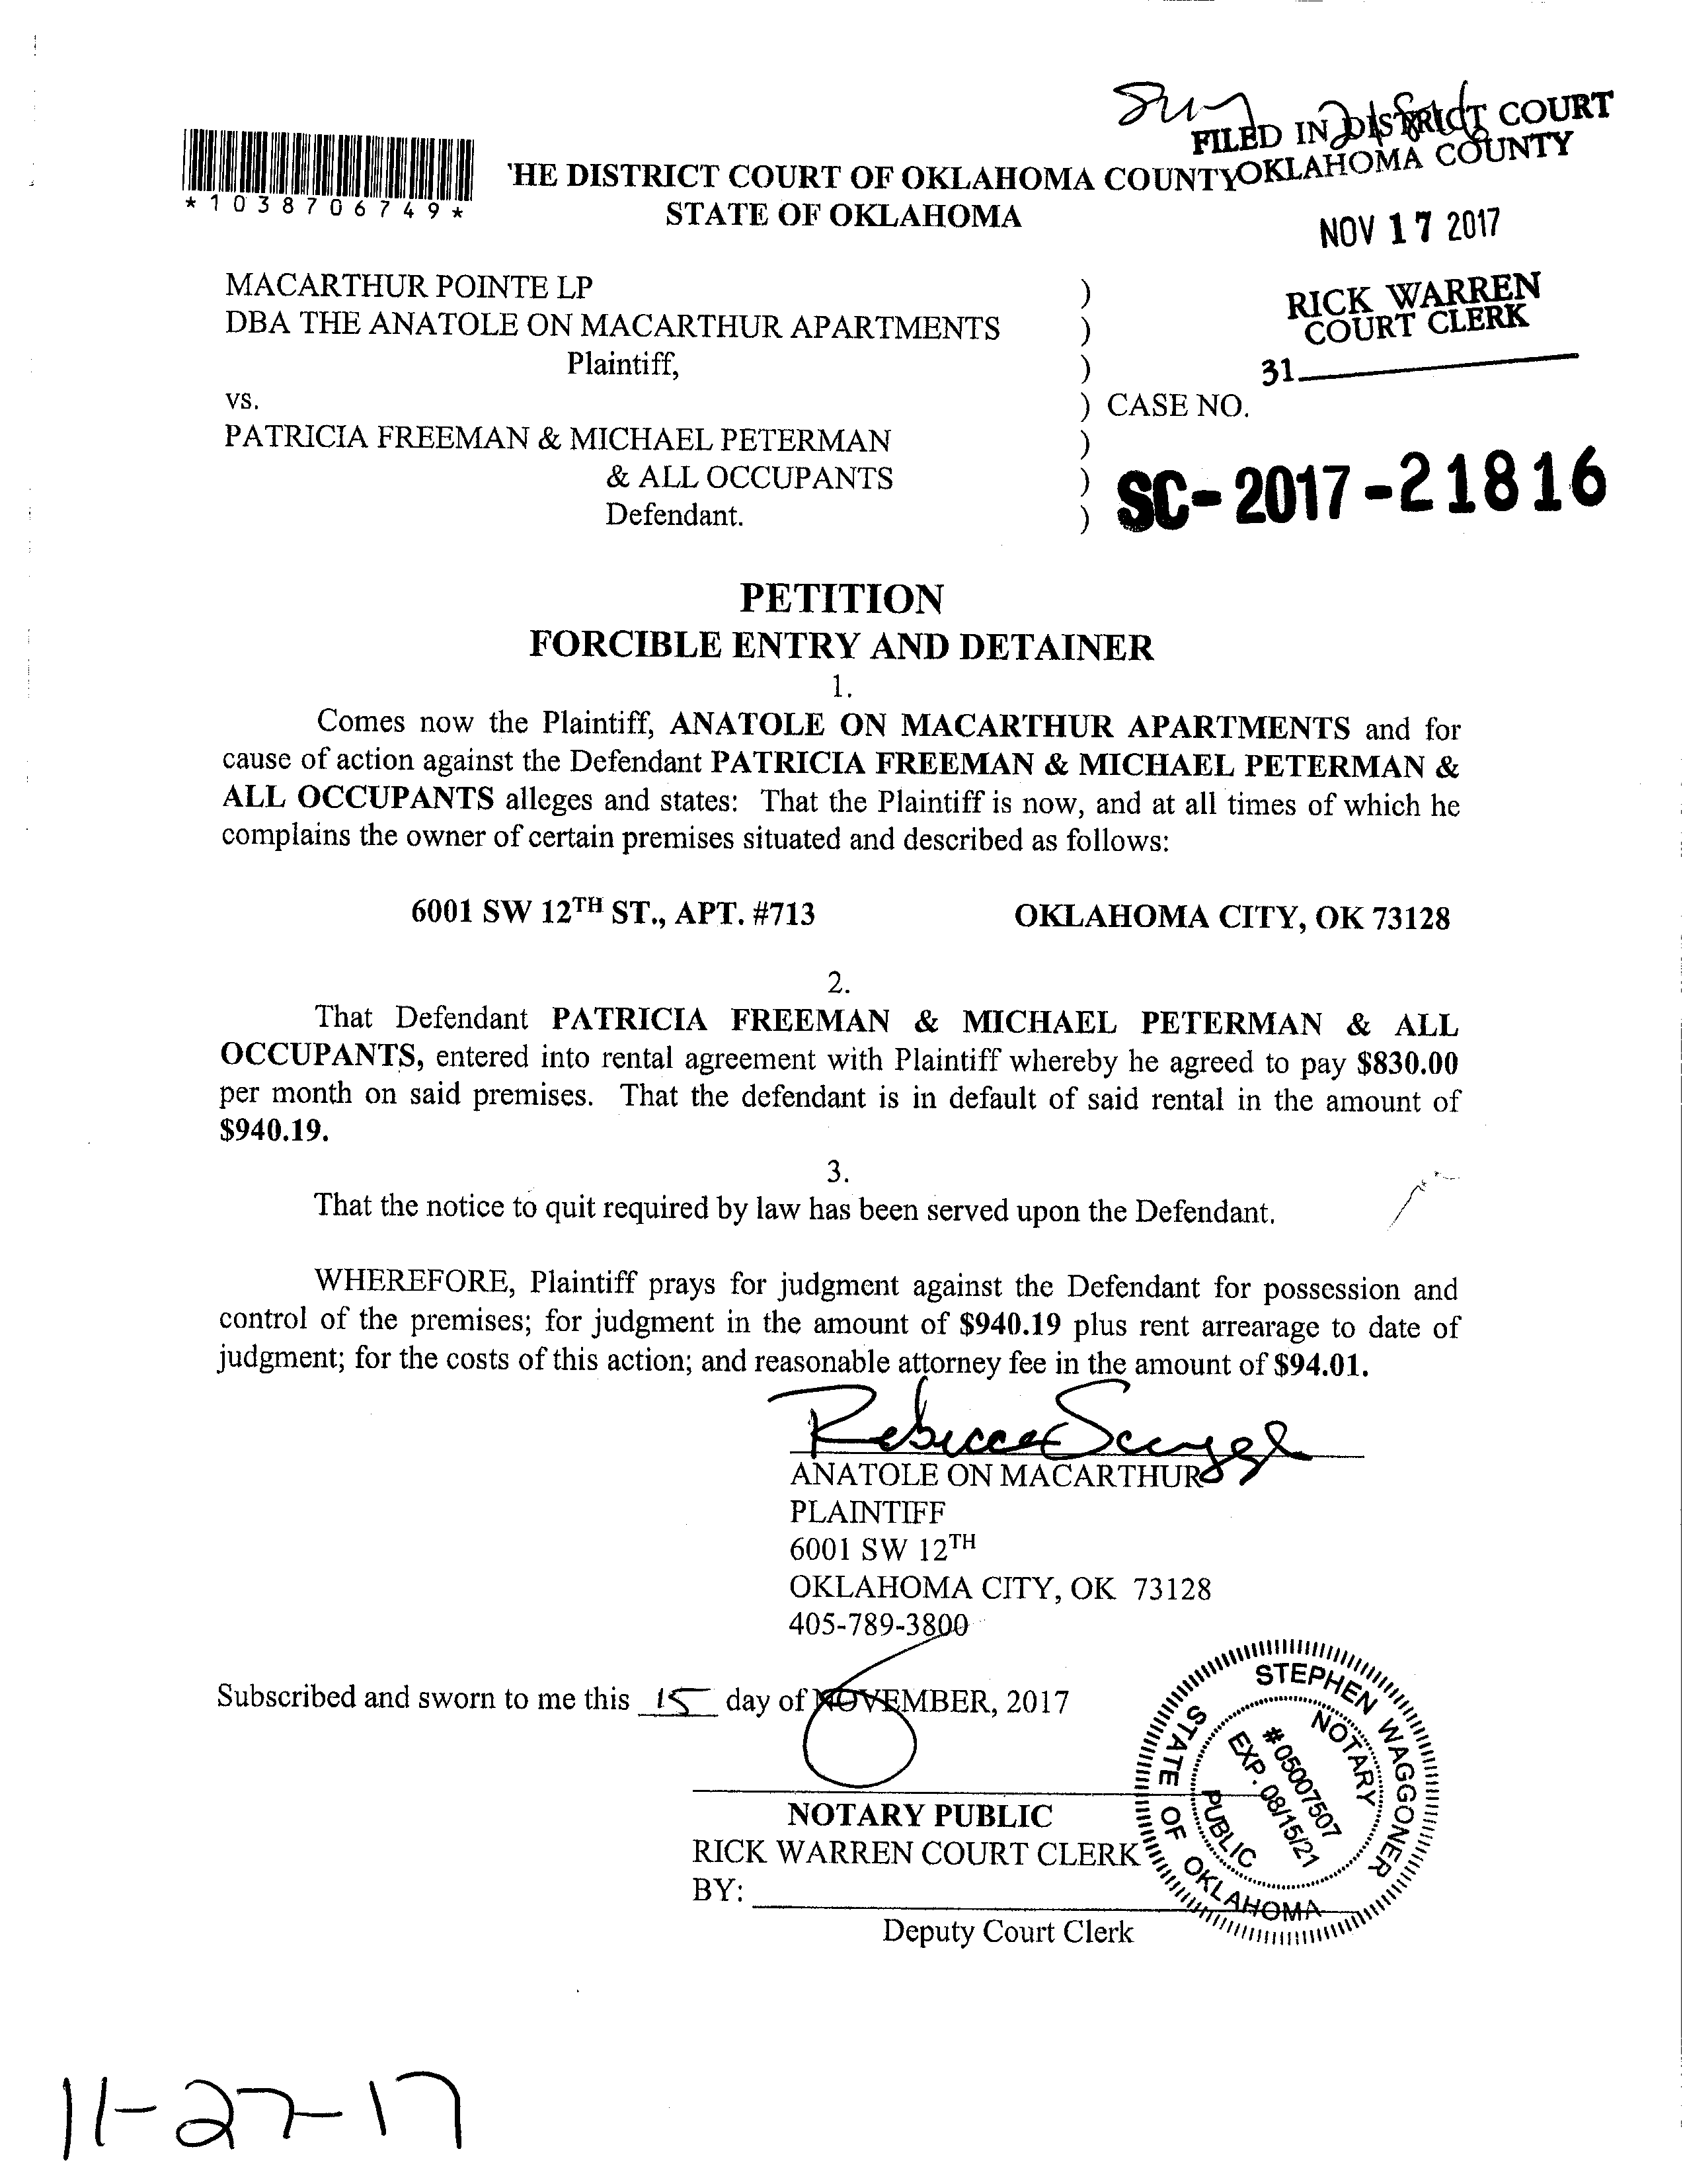 FILED IN DISTRICT COURT
OKLAHOMA COUNTY
*1038706749*
'HE DISTRICT COURT OF OKLAHOMA COUNTY
STATE OF OKLAHOMA
NOV 17 2017
RICK WARREN
COURT CLERK
31
MACARTHUR POINTE LP )
DBA THE ANATOLE ON MACARTHUR APARTMENTS )
Plaintiff, )
vs. ) CASE NO.
PATRICIA FREEMAN & MICHAEL PETERMAN )
& ALL OCCUPANTS )
Defendant. )
SC-2017-21816
PETITION
FORCIBLE ENTRY AND DETAINER
1.
Comes now the Plaintiff, ANATOLE ON MACARTHUR APARTMENTS and for
cause of action against the Defendant PATRICIA FREEMAN & MICHAEL PETERMAN &
ALL OCCUPANTS alleges and states: That the Plaintiff is now, and at all times of which he
complains the owner of certain premises situated and described as follows:
6001 SW 12TH ST., APT. #713 OKLAHOMA CITY, OK 73128
2.
That Defendant PATRICIA FREEMAN & MICHAEL PETERMAN & ALL
OCCUPANTS, entered into rental agreement with Plaintiff whereby he agreed to pay $830.00
per month on said premises. That the defendant is in default of said rental in the amount of
$940.19.
3.
That the notice to quit required by law has been served upon the Defendant.
WHEREFORE, Plaintiff prays for judgment against the Defendant for possession and
control of the premises; for judgment in the amount of $940.19 plus rent arrearage to date of
judgment; for the costs of this action; and reasonable attorney fee in the amount of $94.01.
Rebecca
ANATOLE ON MACARTHUR
PLAINTIFF
6001 SW 12TH
OKLAHOMA CITY, OK 73128
405-789-3800
Subscribed and sworn to me this 15 day of NOVEMBER, 2017
NOTARY PUBLIC
RICK WARREN COURT CLERK
BY:
Deputy Court Clerk
STEPHEN WAGGONER
STATE OF OKLAHOMA
NOTARY
#05007507
EXP. 08/15/21
PUBLIC
11-27-17